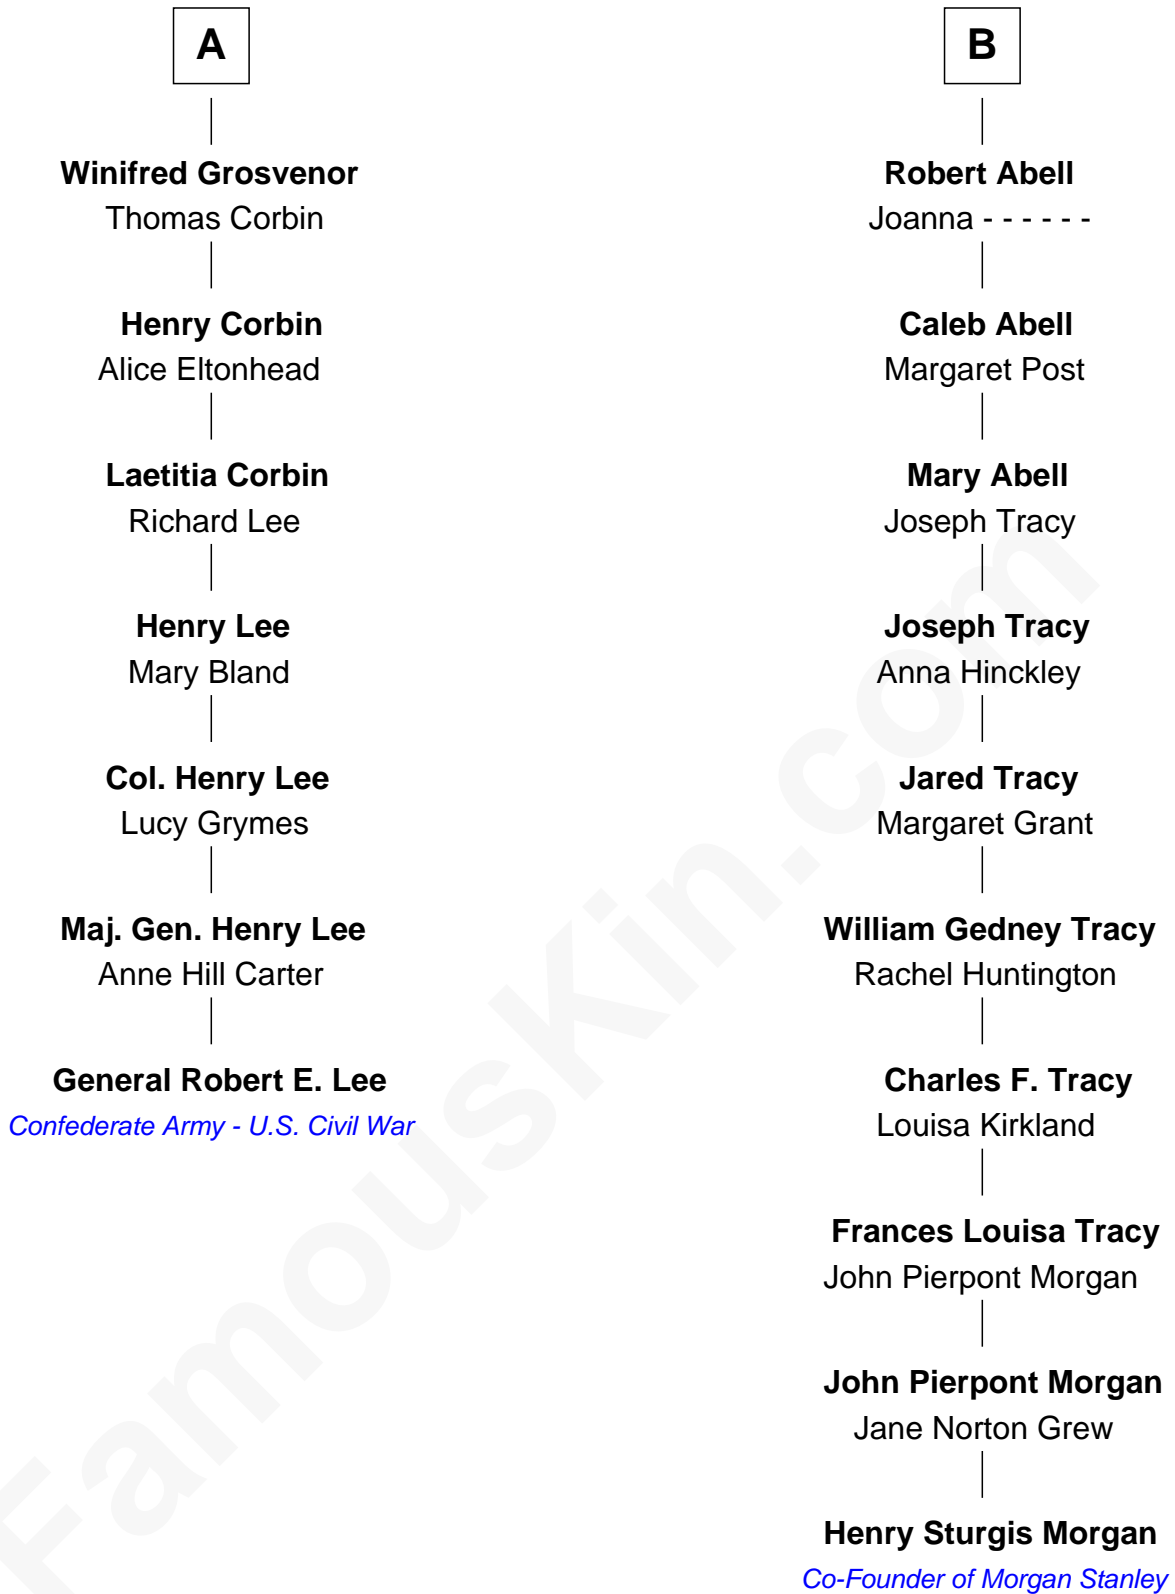 A
Winifred Grosvenor
Thomas Corbin
Henry Corbin
Alice Eltonhead
Laetitia Corbin
Richard Lee
Henry Lee
Mary Bland
Col. Henry Lee
Lucy Grymes
Maj. Gen. Henry Lee
Anne Hill Carter
General Robert E. Lee
Confederate Army - U.S. Civil War
B
Robert Abell
Joanna - - - - - -
Caleb Abell
Margaret Post
Mary Abell
Joseph Tracy
Joseph Tracy
Anna Hinckley
Jared Tracy
Margaret Grant
William Gedney Tracy
Rachel Huntington
Charles F. Tracy
Louisa Kirkland
Frances Louisa Tracy
John Pierpont Morgan
John Pierpont Morgan
Jane Norton Grew
Henry Sturgis Morgan
Co-Founder of Morgan Stanley
FamousKin.com